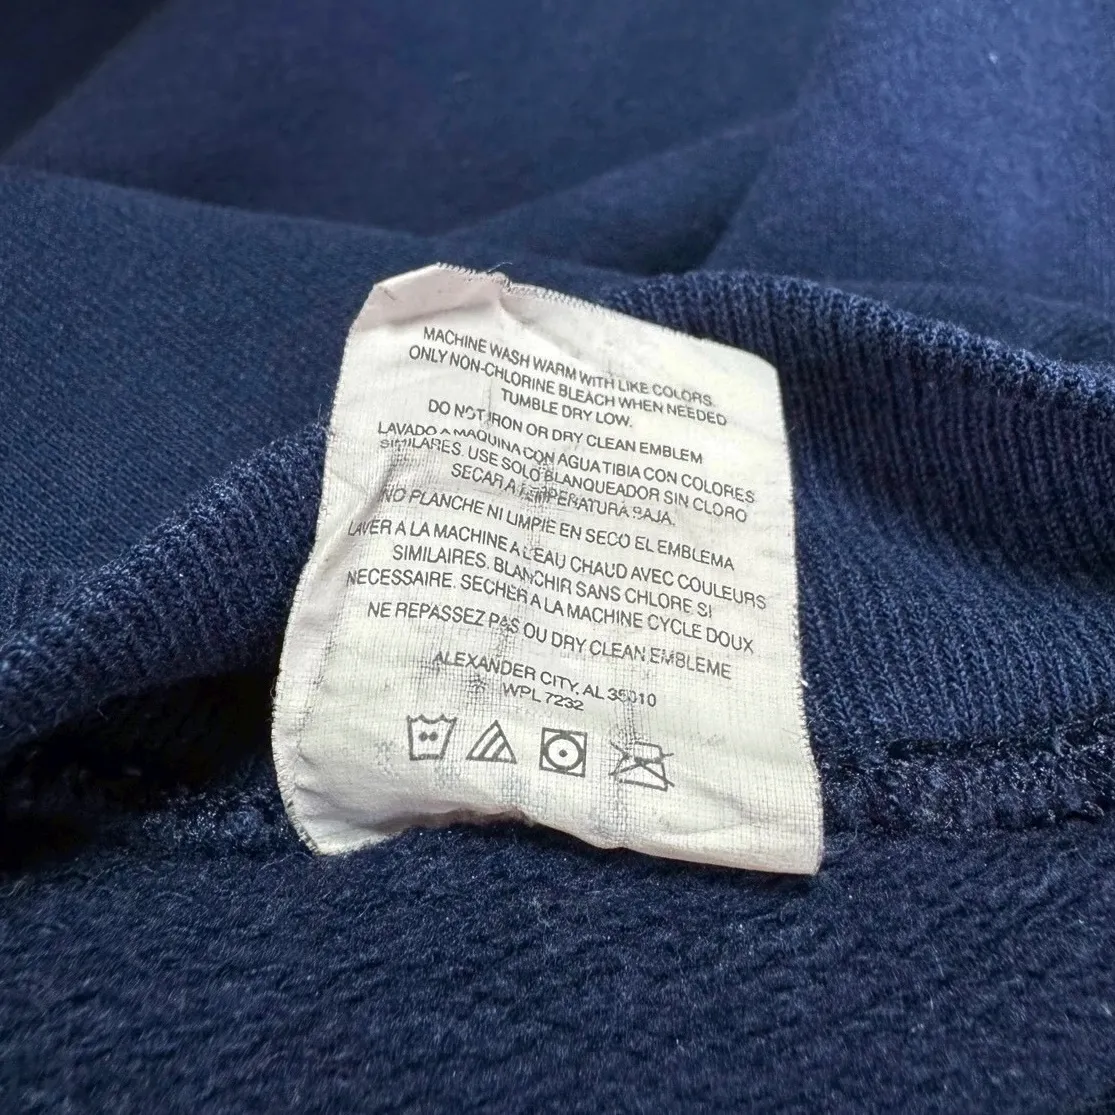 MACHINE WASH WARM WITH LIKE COLORS.
ONLY NON-CHLORINE BLEACH WHEN NEEDED
TUMBLE DRY LOW.
DO NOT IRON OR DRY CLEAN EMBLEM
LAVADO A MAQUINA CON AGUA TIBIA CON COLORES
SIMILARES. USE SOLO BLANQUEADOR SIN CLORO
SECAR A TEMPERATURA BAJA.
NO PLANCHE NI LIMPIE EN SECO EL EMBLEMA
LAVER A LA MACHINE A L'EAU CHAUD AVEC COULEURS
SIMILAIRES. BLANCHIR SANS CHLORE SI
NECESSAIRE. SECHER A LA MACHINE CYCLE DOUX
NE REPASSEZ PAS OU DRY CLEAN EMBLEME
ALEXANDER CITY, AL 35010
WPL 7232